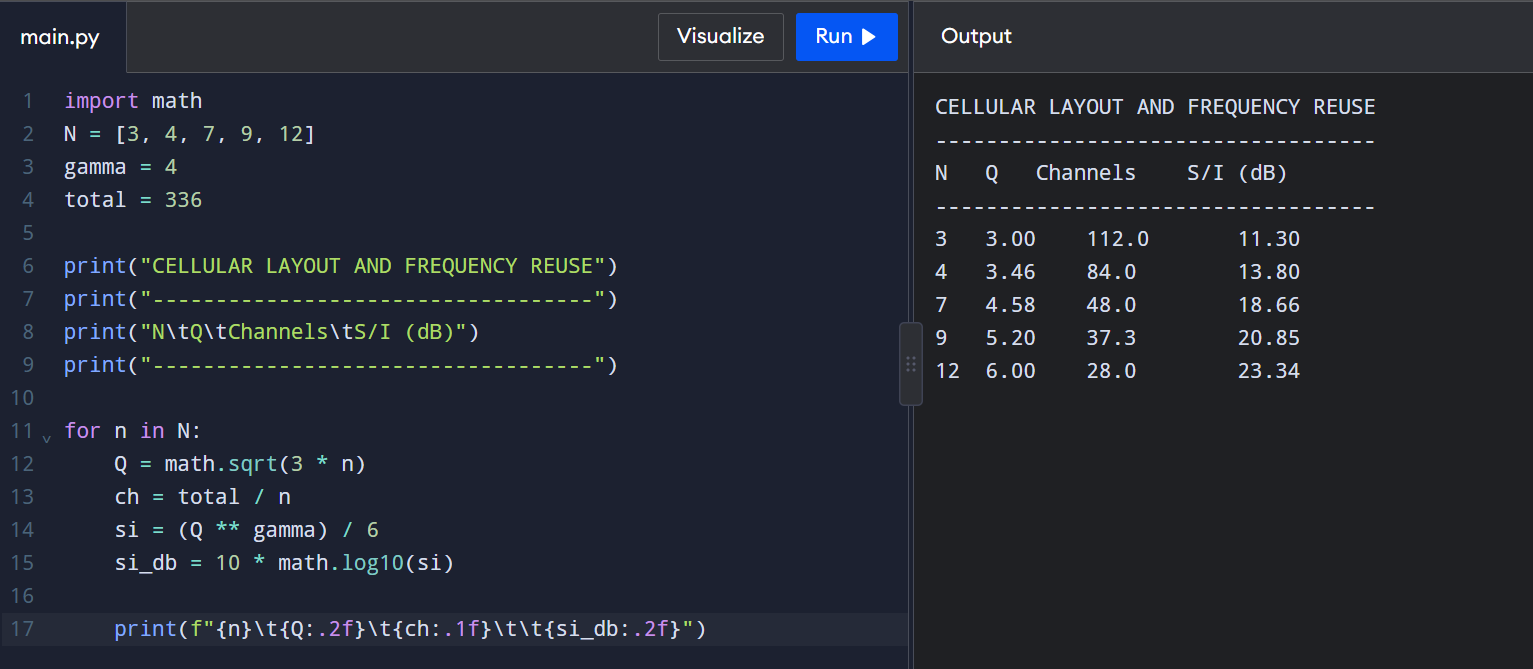 main.py
Visualize
Run
1 import math
2 N = [3, 4, 7, 9, 12]
3 gamma = 4
4 total = 336
5
6 print("CELLULAR LAYOUT AND FREQUENCY REUSE")
7 print("-----------------------------------")
8 print("N\tQ\tChannels\tS/I (dB)")
9 print("-----------------------------------")
10
11 for n in N:
12     Q = math.sqrt(3 * n)
13     ch = total / n
14     si = (Q ** gamma) / 6
15     si_db = 10 * math.log10(si)
16
17     print(f"{n}\t{Q:.2f}\t{ch:.1f}\t\t{si_db:.2f}")
Output
CELLULAR LAYOUT AND FREQUENCY REUSE
-----------------------------------
N   Q   Channels    S/I (dB)
-----------------------------------
3   3.00    112.0       11.30
4   3.46    84.0        13.80
7   4.58    48.0        18.66
9   5.20    37.3        20.85
12  6.00    28.0        23.34